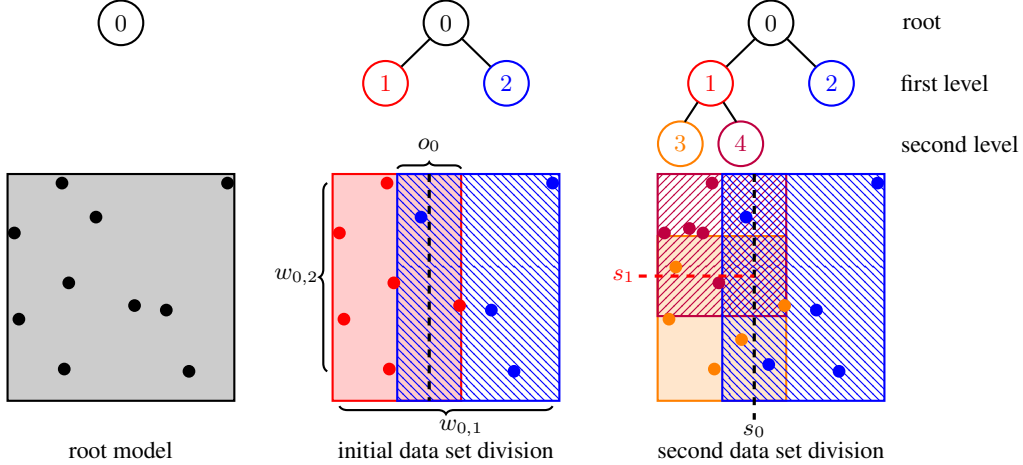 0
0
0
root
1
2
1
2
first level
3
4
second level
o₀
w₀,₂
s₁
w₀,₁
s₀
root model
initial data set division
second data set division